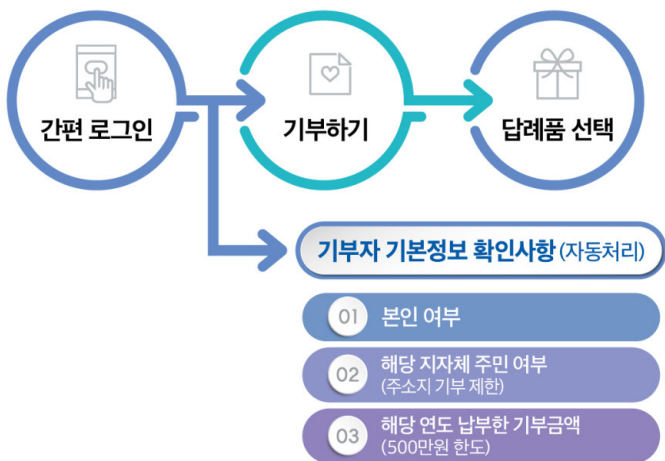 간편 로그인
기부하기
답례품 선택
기부자 기본정보 확인사항 (자동처리)
01 본인 여부
02 해당 지자체 주민 여부
(주소지 기부 제한)
03 해당 연도 납부한 기부금액
(500만원 한도)